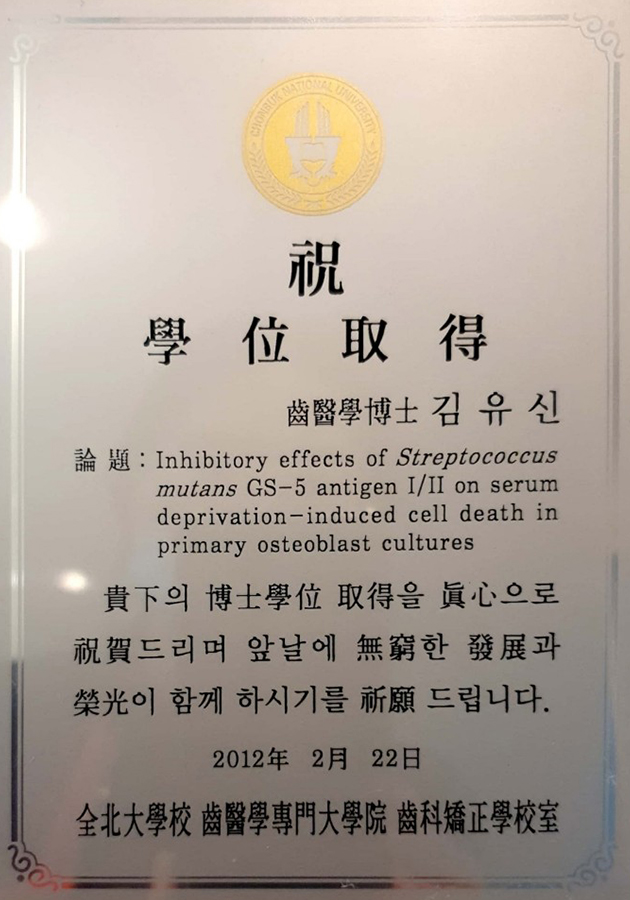 CHONBUK NATIONAL UNIVERSITY
祝
學位取得
齒醫學博士 김유신
論題 : Inhibitory effects of Streptococcus
mutans GS-5 antigen I/II on serum
deprivation-induced cell death in
primary osteoblast cultures
貴下의 博士學位 取得을 眞心으로
祝賀드리며 앞날에 無窮한 發展과
榮光이 함께 하시기를 祈願 드립니다.
2012年 2月 22日
全北大學校 齒醫學專門大學院 齒科矯正學校室